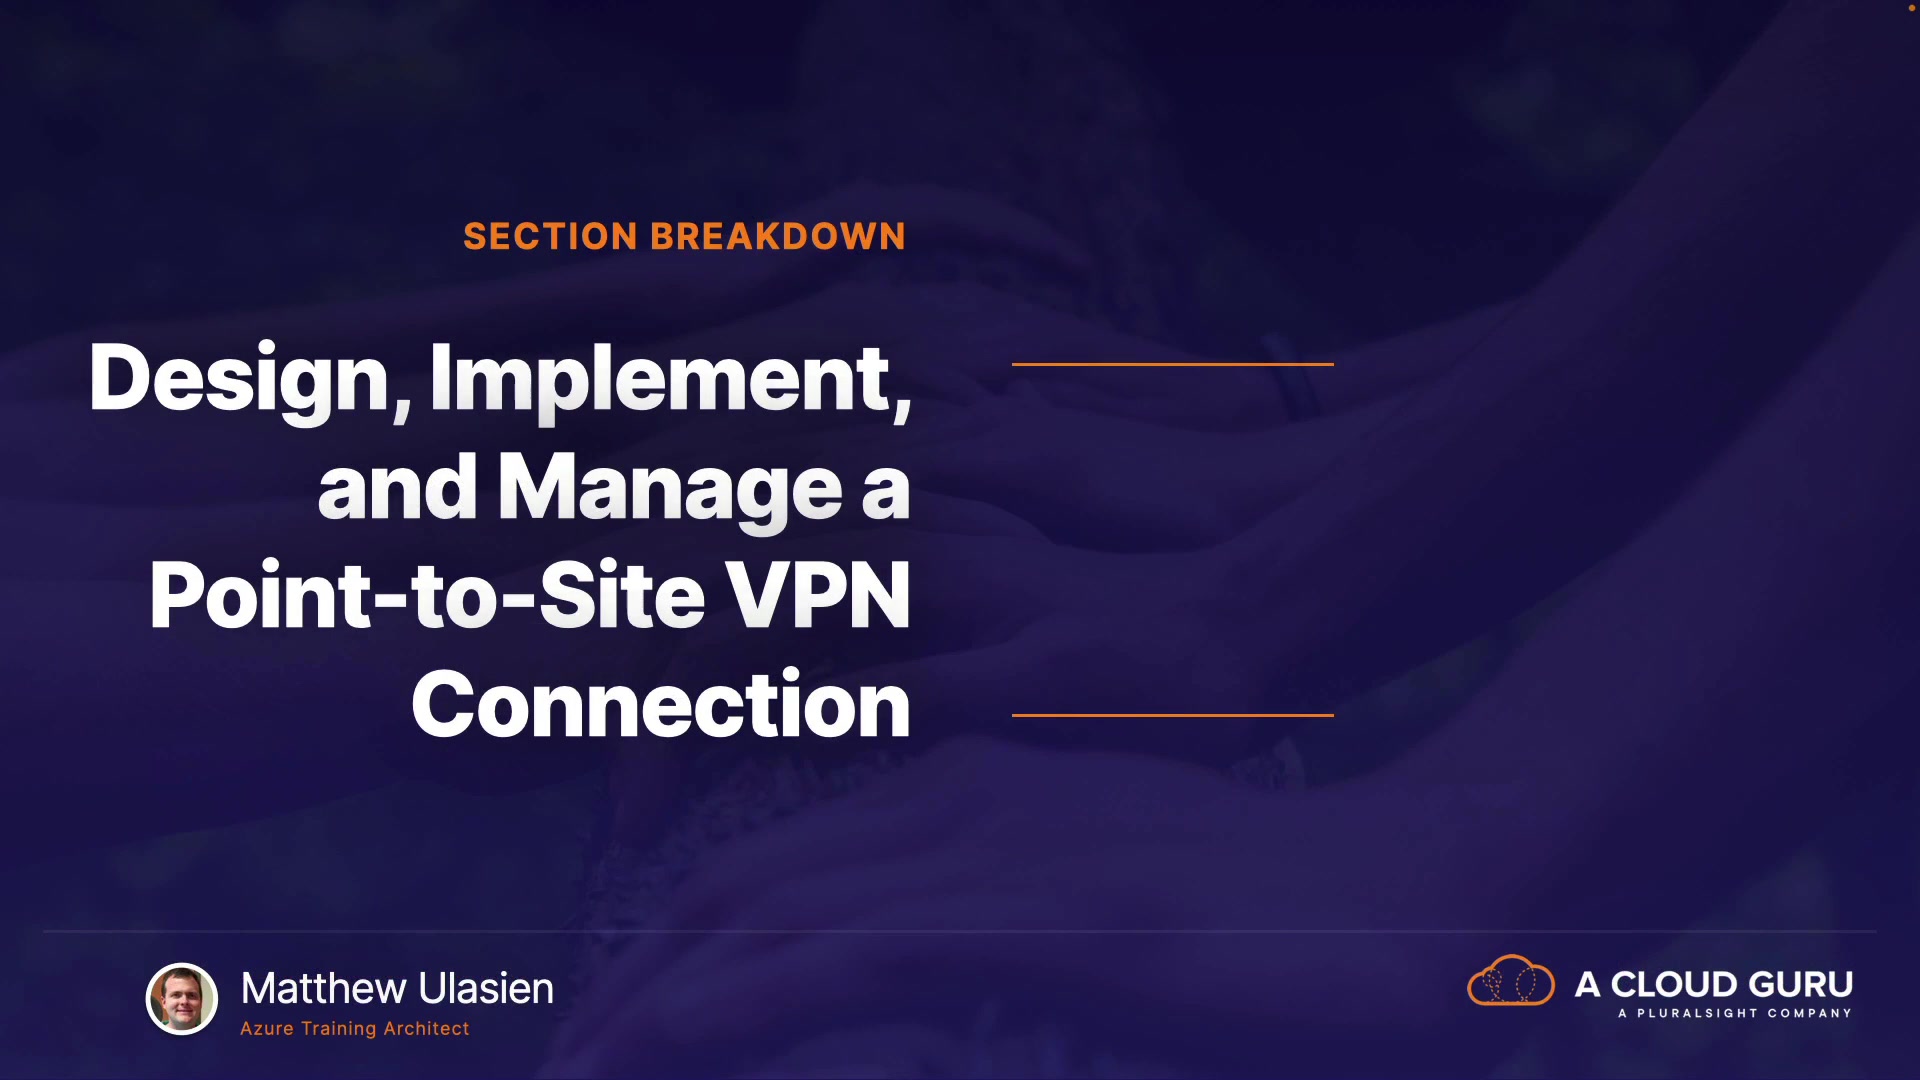 SECTION BREAKDOWN
Design, Implement,
and Manage a
Point-to-Site VPN
Connection
Matthew Ulasien
Azure Training Architect
A CLOUD GURU
A PLURALSIGHT COMPANY